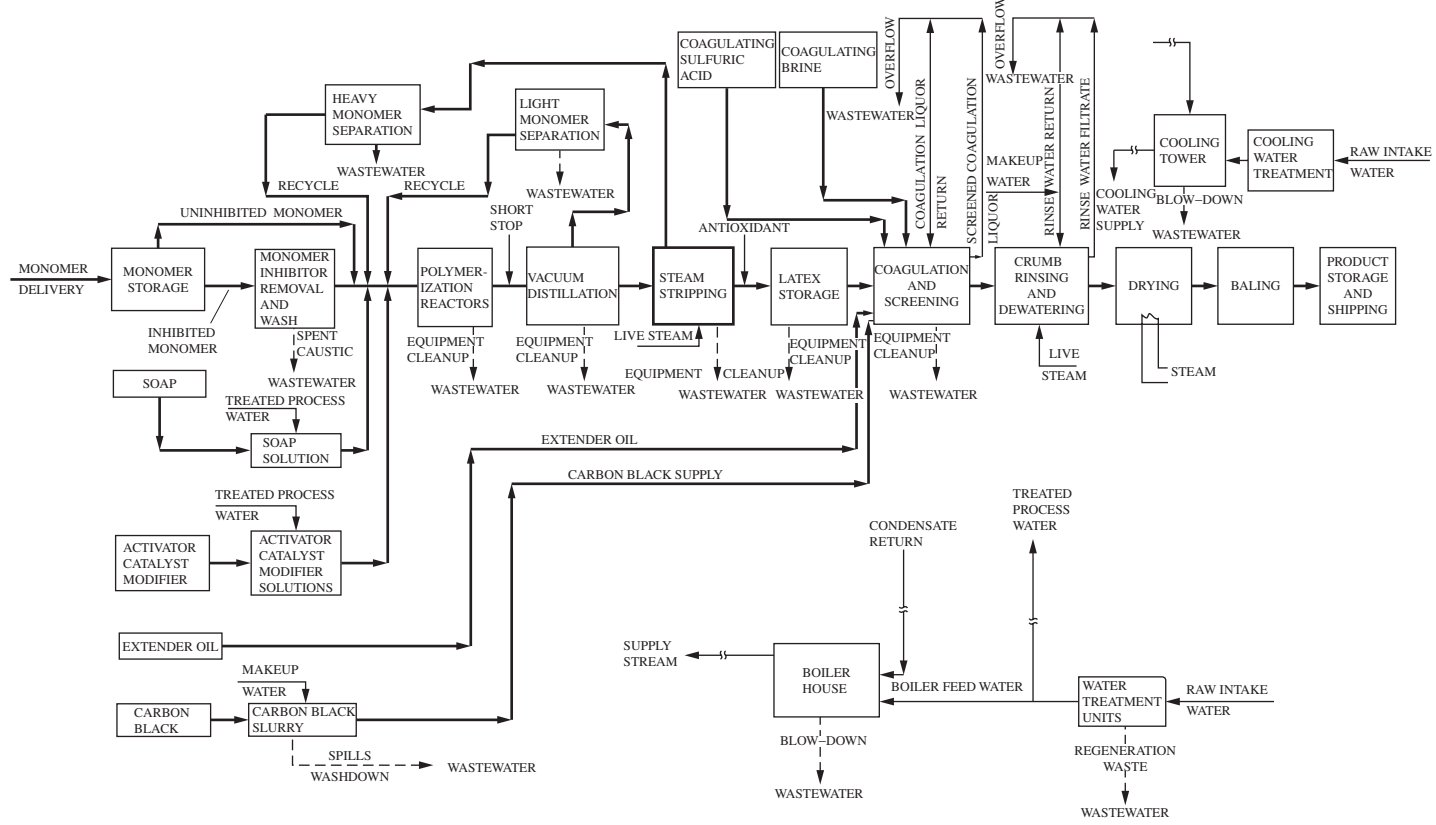 COAGULATING
SULFURIC
ACID
COAGULATING
BRINE
OVERFLOW
WASTEWATER
COAGULATION LIQUOR
RETURN
SCREENED COAGULATION
LIQUOR
OVERFLOW
WASTEWATER
MAKEUP
WATER
RINSE WATER RETURN
RINSE WATER FILTRATE
HEAVY
MONOMER
SEPARATION
WASTEWATER
LIGHT
MONOMER
SEPARATION
WASTEWATER
COOLING
TOWER
COOLING
WATER
TREATMENT
RAW INTAKE
WATER
COOLING
WATER
SUPPLY
BLOW–DOWN
WASTEWATER
RECYCLE
RECYCLE
UNINHIBITED MONOMER
SHORT
STOP
ANTIOXIDANT
MONOMER
DELIVERY
MONOMER
STORAGE
INHIBITED
MONOMER
MONOMER
INHIBITOR
REMOVAL
AND
WASH
SPENT
CAUSTIC
WASTEWATER
POLYMER-
IZATION
REACTORS
EQUIPMENT
CLEANUP
WASTEWATER
VACUUM
DISTILLATION
EQUIPMENT
CLEANUP
WASTEWATER
STEAM
STRIPPING
LIVE STEAM
EQUIPMENT CLEANUP
WASTEWATER
LATEX
STORAGE
EQUIPMENT
CLEANUP
WASTEWATER
COAGULATION
AND
SCREENING
EQUIPMENT
CLEANUP
WASTEWATER
CRUMB
RINSING
AND
DEWATERING
LIVE
STEAM
DRYING
STEAM
BALING
PRODUCT
STORAGE
AND
SHIPPING
SOAP
TREATED PROCESS
WATER
SOAP
SOLUTION
EXTENDER OIL
CARBON BLACK SUPPLY
TREATED PROCESS
WATER
ACTIVATOR
CATALYST
MODIFIER
ACTIVATOR
CATALYST
MODIFIER
SOLUTIONS
EXTENDER OIL
MAKEUP
WATER
CARBON
BLACK
CARBON BLACK
SLURRY
SPILLS
WASHDOWN
WASTEWATER
CONDENSATE
RETURN
TREATED
PROCESS
WATER
SUPPLY
STREAM
BOILER
HOUSE
BOILER FEED WATER
WATER
TREATMENT
UNITS
RAW INTAKE
WATER
BLOW–DOWN
WASTEWATER
REGENERATION
WASTE
WASTEWATER